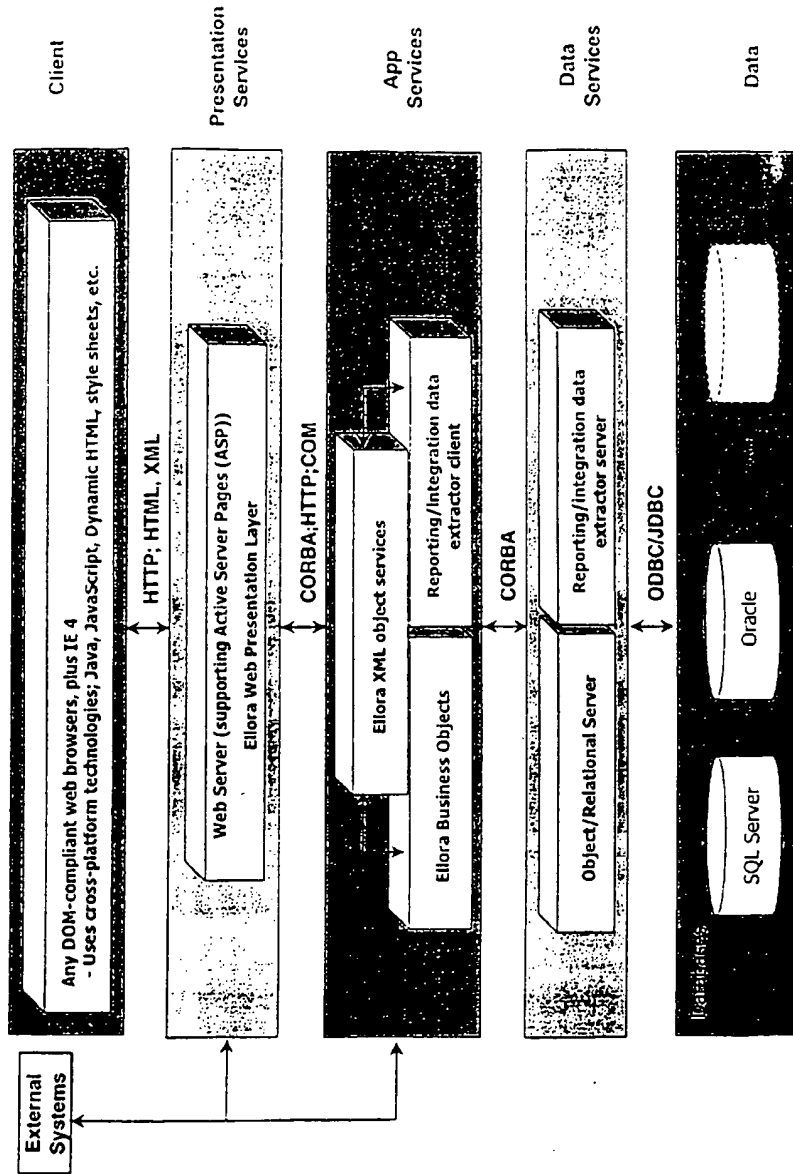 External
Systems
Client
Any DOM-compliant web browsers, plus IE 4
- Uses cross-platform technologies; Java, JavaScript, Dynamic HTML, style sheets, etc.
HTTP; HTML, XML
Presentation
Services
Web Server (supporting Active Server Pages (ASP))
Ellora Web Presentation Layer
CORBA;HTTP;COM
App
Services
Ellora XML object services
Ellora Business Objects
Reporting/Integration data
extractor client
CORBA
Data
Services
Object/Relational Server
Reporting/Integration data
extractor server
ODBC/JDBC
Data
Databases
SQL Server
Oracle